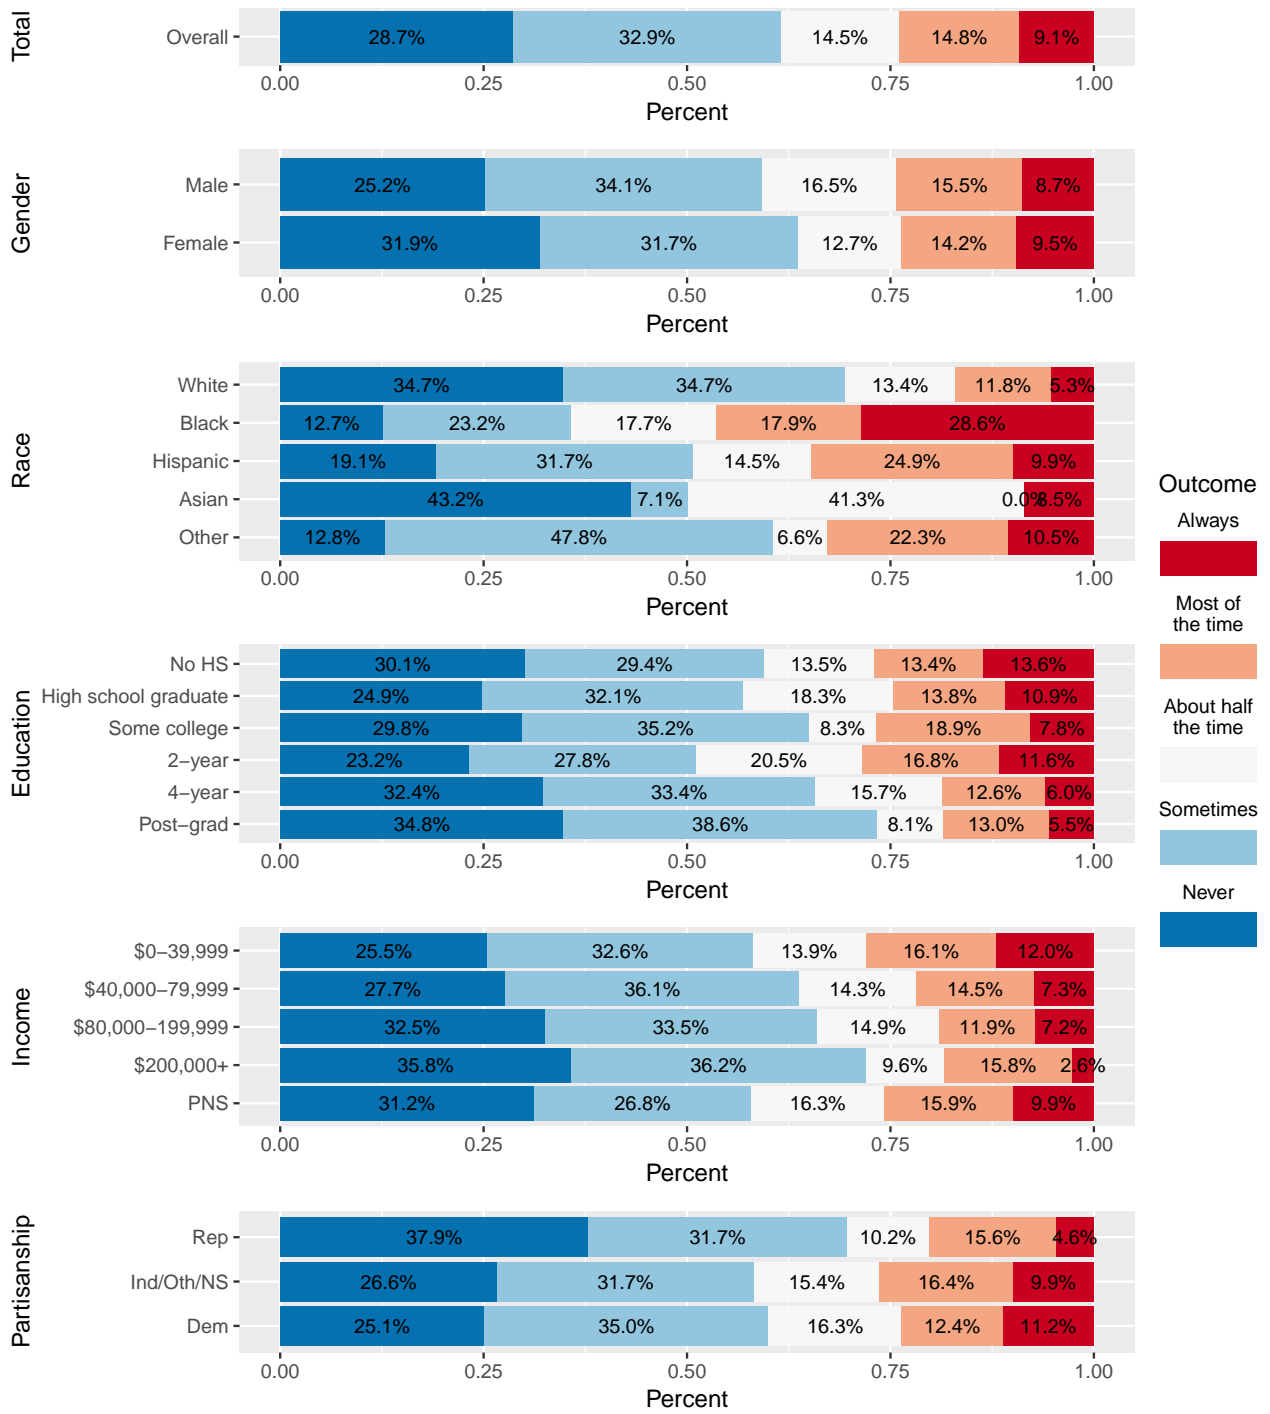 Total
Overall
28.7% 32.9% 14.5% 14.8% 9.1%
0.00 0.25 0.50 0.75 1.00
Percent
Gender
Male
25.2% 34.1% 16.5% 15.5% 8.7%
Female
31.9% 31.7% 12.7% 14.2% 9.5%
0.00 0.25 0.50 0.75 1.00
Percent
Race
White
34.7% 34.7% 13.4% 11.8% 5.3%
Black
12.7% 23.2% 17.7% 17.9% 28.6%
Hispanic
19.1% 31.7% 14.5% 24.9% 9.9%
Asian
43.2% 7.1% 41.3% 0.0% 8.5%
Other
12.8% 47.8% 6.6% 22.3% 10.5%
0.00 0.25 0.50 0.75 1.00
Percent
Education
No HS
30.1% 29.4% 13.5% 13.4% 13.6%
High school graduate
24.9% 32.1% 18.3% 13.8% 10.9%
Some college
29.8% 35.2% 8.3% 18.9% 7.8%
2−year
23.2% 27.8% 20.5% 16.8% 11.6%
4−year
32.4% 33.4% 15.7% 12.6% 6.0%
Post−grad
34.8% 38.6% 8.1% 13.0% 5.5%
0.00 0.25 0.50 0.75 1.00
Percent
Income
$0−39,999
25.5% 32.6% 13.9% 16.1% 12.0%
$40,000−79,999
27.7% 36.1% 14.3% 14.5% 7.3%
$80,000−199,999
32.5% 33.5% 14.9% 11.9% 7.2%
$200,000+
35.8% 36.2% 9.6% 15.8% 2.6%
PNS
31.2% 26.8% 16.3% 15.9% 9.9%
0.00 0.25 0.50 0.75 1.00
Percent
Partisanship
Rep
37.9% 31.7% 10.2% 15.6% 4.6%
Ind/Oth/NS
26.6% 31.7% 15.4% 16.4% 9.9%
Dem
25.1% 35.0% 16.3% 12.4% 11.2%
0.00 0.25 0.50 0.75 1.00
Percent
Outcome
Always
Most of
the time
About half
the time
Sometimes
Never